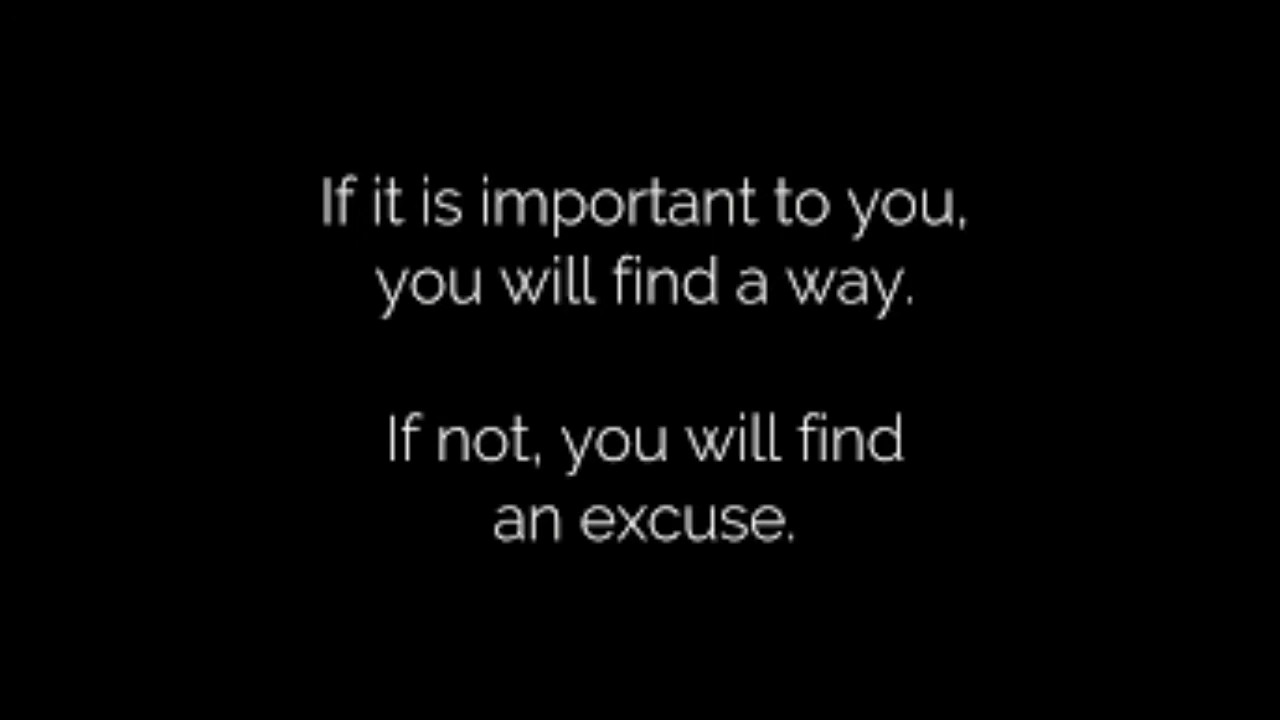 If it is important to you,
you will find a way.
If not, you will find
an excuse.